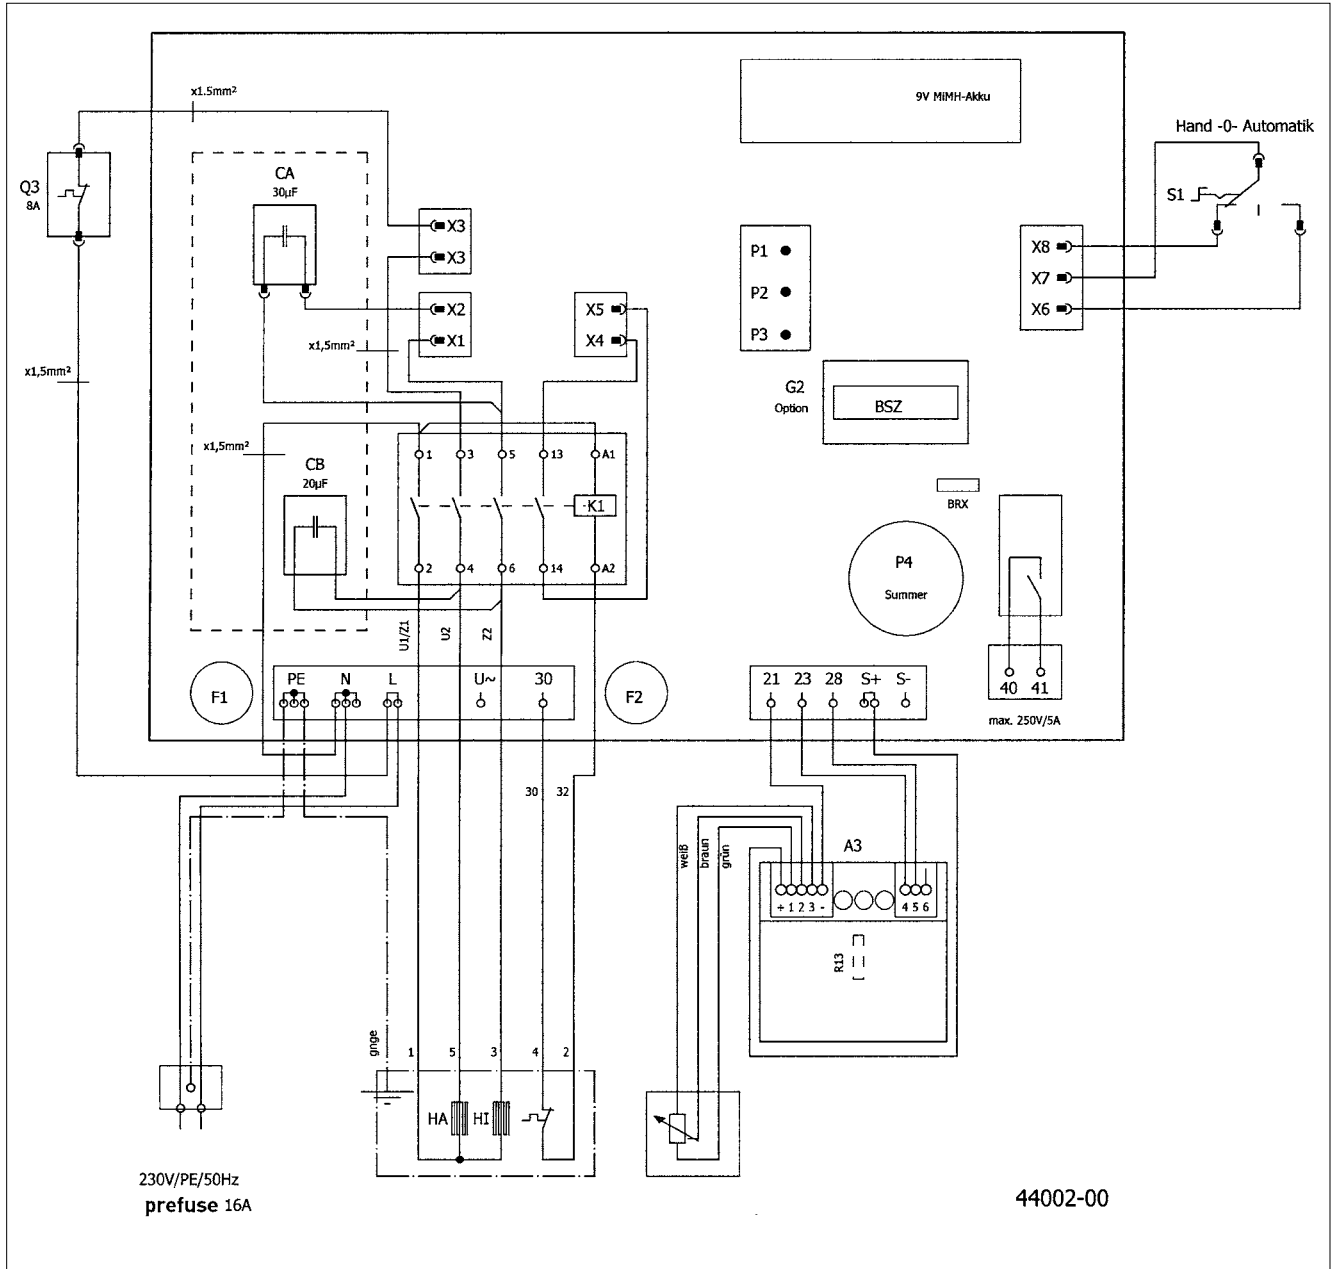 x1.5mm²
9V MiMH-Akku
Hand -0- Automatik
Q3
8A
CA
30µF
S1
I
X3
X3
X2
X1
x1,5mm²
X5
X4
P1
P2
P3
X8
X7
X6
x1,5mm²
G2
Option
BSZ
x1,5mm²
CB
20µF
1
3
5
13
A1
-K1
2
4
6
14
A2
BRX
P4
Summer
U1/Z1
U2
Z2
F1
PE
N
L
U~
30
F2
21
23
28
S+
S-
40
41
max. 250V/5A
30
32
weiß
braun
grün
A3
+ 1 2 3 -
4 5 6
R13
gnge
1
5
3
4
2
HA
HI
230V/PE/50Hz
prefuse 16A
44002-00